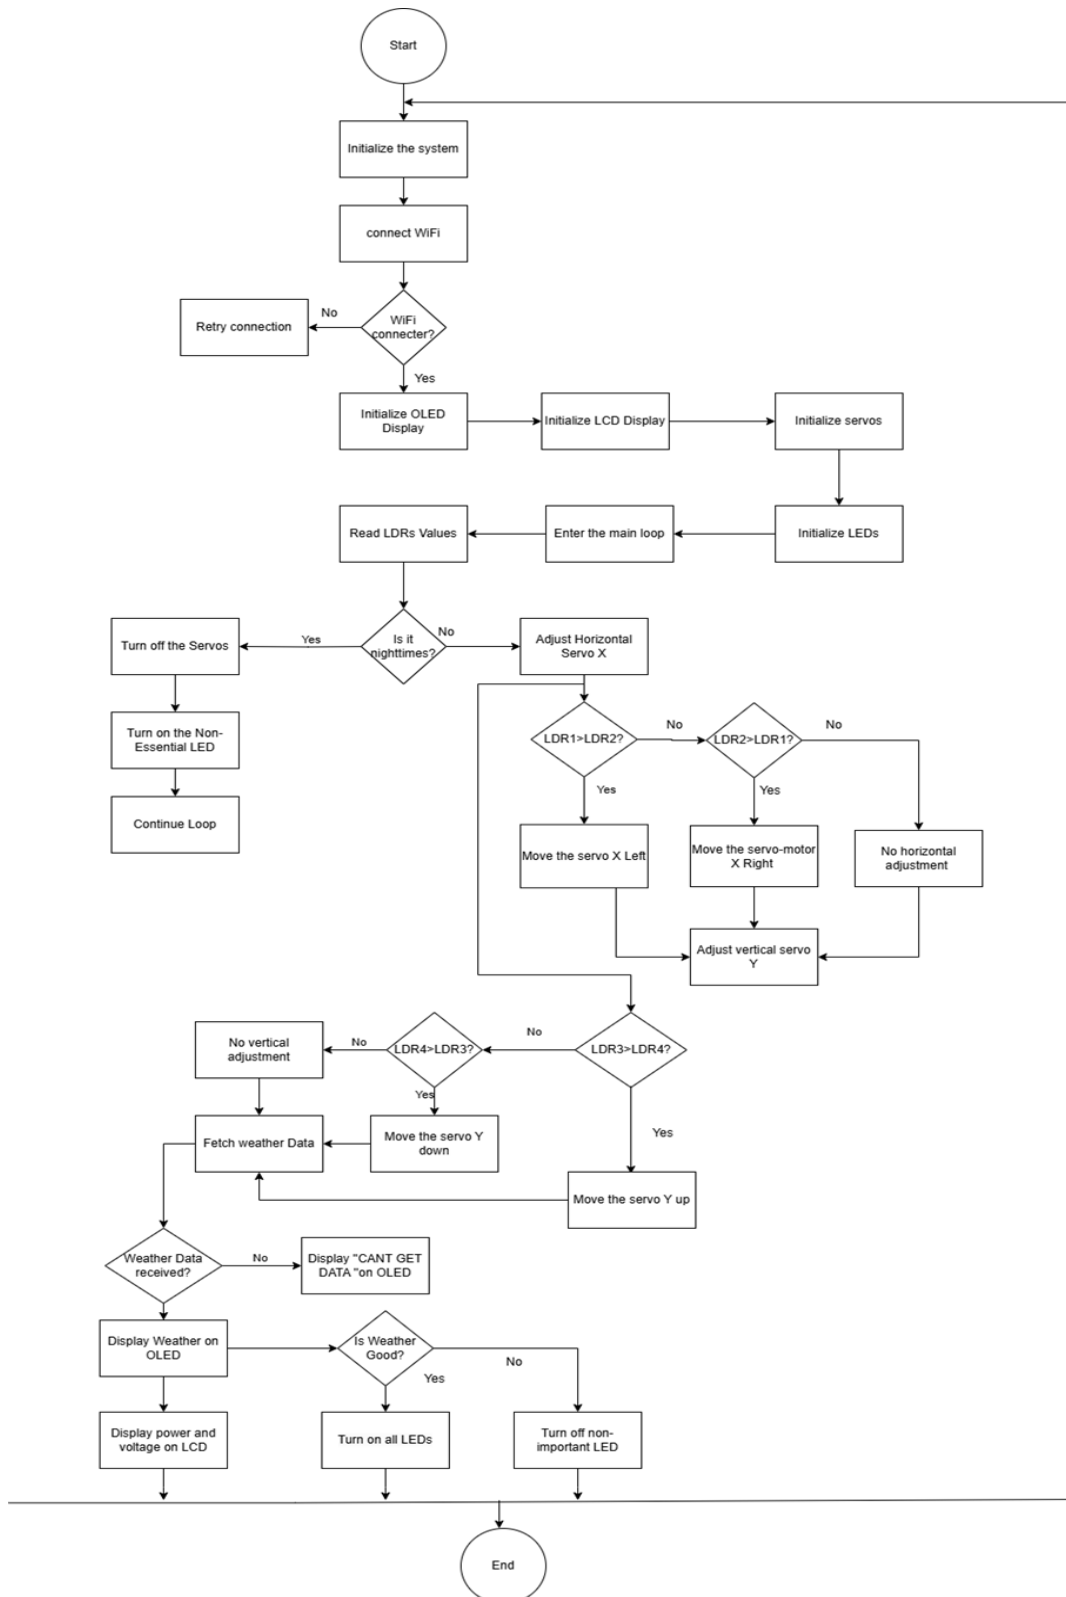 Start
Initialize the system
connect WiFi
WiFi
connecter?
No
Retry connection
Yes
Initialize OLED
Display
Initialize LCD Display
Initialize servos
Read LDRs Values
Enter the main loop
Initialize LEDs
Turn off the Servos
Yes
Is it
nighttimes?
No
Adjust Horizontal
Servo X
Turn on the Non-
Essential LED
Continue Loop
LDR1>LDR2?
No
LDR2>LDR1?
No
Yes
Yes
Move the servo X Left
Move the servo-motor
X Right
No horizontal
adjustment
Adjust vertical servo
Y
No vertical
adjustment
No
LDR4>LDR3?
No
LDR3>LDR4?
Yes
Yes
Fetch weather Data
Move the servo Y
down
Move the servo Y up
Weather Data
received?
No
Display "CANT GET
DATA "on OLED
Display Weather on
OLED
Is Weather
Good?
No
Yes
Display power and
voltage on LCD
Turn on all LEDs
Turn off non-
important LED
End